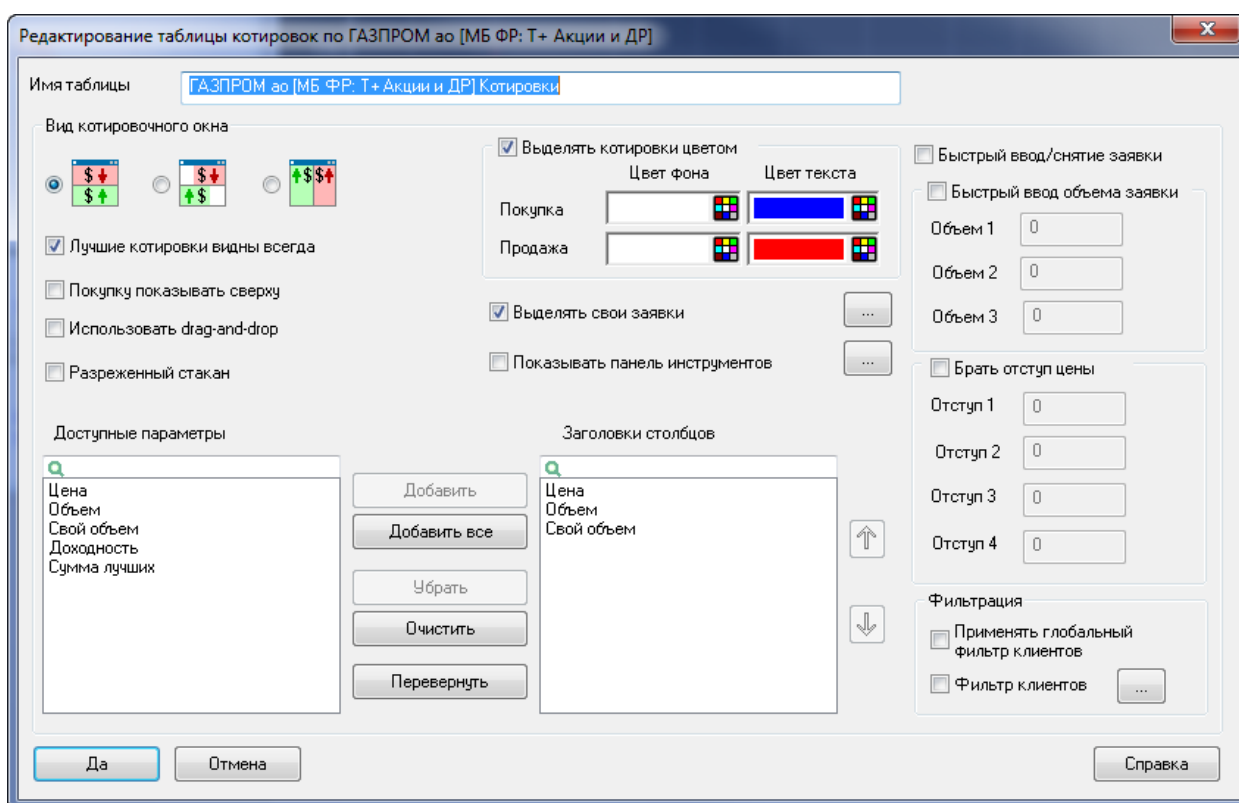 Редактирование таблицы котировок по ГАЗПРОМ ао [МБ ФР: Т+ Акции и ДР]
Имя таблицы
ГАЗПРОМ ао [МБ ФР: Т+ Акции и ДР] Котировки
Вид котировочного окна
$ $
$ $
$$
Лучшие котировки видны всегда
Покупку показывать сверху
Использовать drag-and-drop
Разреженный стакан
Выделять котировки цветом
Цвет фона Цвет текста
Покупка
Продажа
Выделять свои заявки
...
Показывать панель инструментов
...
Быстрый ввод/снятие заявки
Быстрый ввод объема заявки
Объем 1 0
Объем 2 0
Объем 3 0
Брать отступ цены
Отступ 1 0
Отступ 2 0
Отступ 3 0
Отступ 4 0
Доступные параметры
Цена
Объем
Свой объем
Доходность
Сумма лучших
Добавить
Добавить все
Убрать
Очистить
Перевернуть
Заголовки столбцов
Цена
Объем
Свой объем
Фильтрация
Применять глобальный
фильтр клиентов
Фильтр клиентов ...
Да
Отмена
Справка